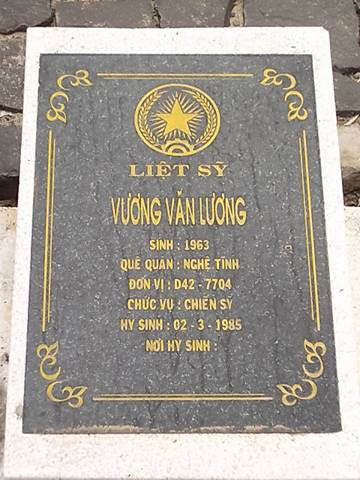 LIỆT SỸ
VƯƠNG VĂN LƯƠNG
SINH : 1963
QUÊ QUÁN : NGHỆ TĨNH
ĐƠN VỊ : D42 - 7704
CHỨC VỤ : CHIẾN SỸ
HY SINH : 02 - 3 - 1985
NƠI HY SINH :